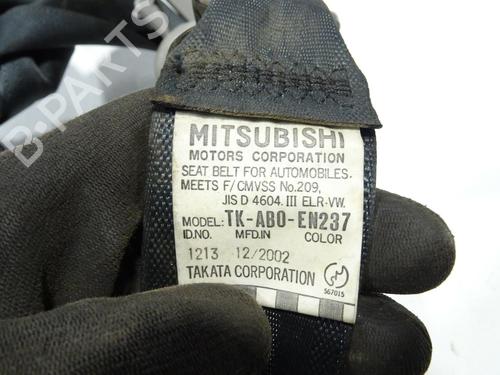 B-PARTS
MITSUBISHI
MOTORS CORPORATION
SEAT BELT FOR AUTOMOBILES.
MEETS F/CMVSS No.209,
JIS D 4604. III ELR-VW.
MODEL: TK-AB0-EN237
ID.NO. MFD.IN COLOR
1213 12/2002
TAKATA CORPORATION
567015